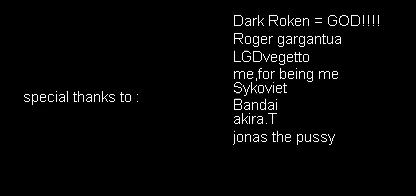 Dark Roken = GOD!!!!
Roger gargantua
LGDvegetto
me,for being me
Sykoviet
special thanks to :
Bandai
akira.T
jonas the pussy